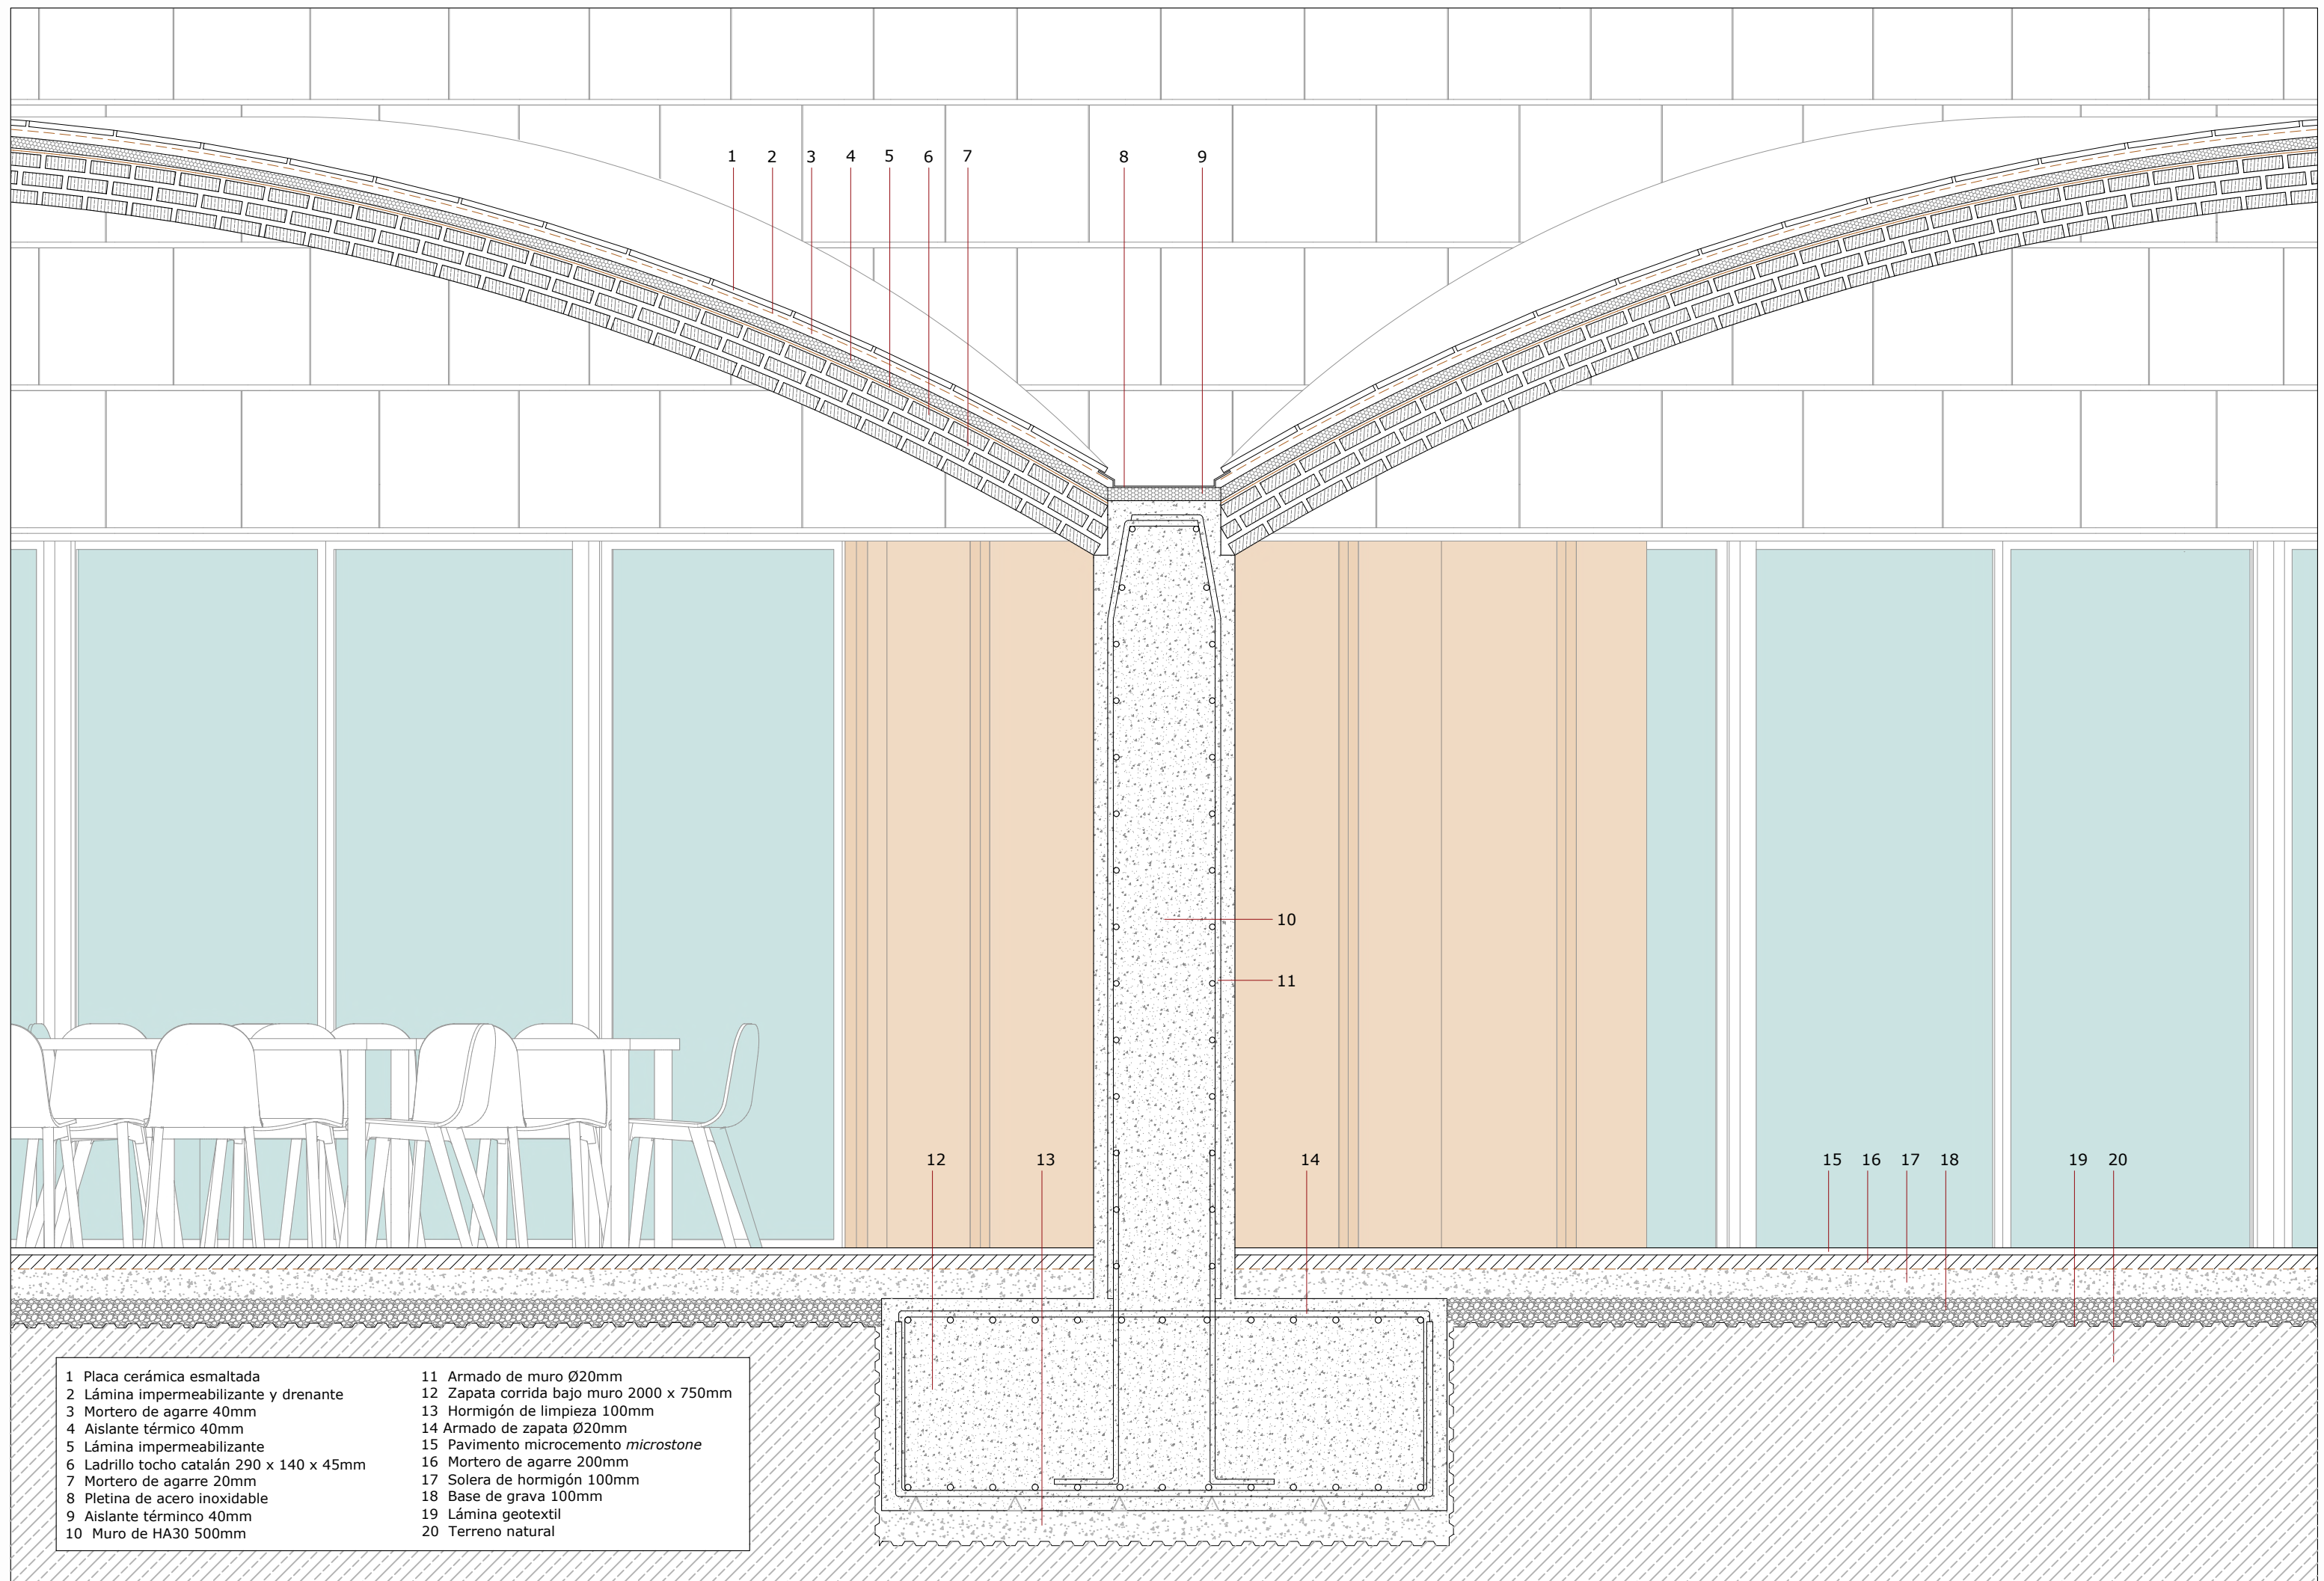 1 2 3 4 5 6 7 8 9
10
11
12 13 14 15 16 17 18 19 20
1 Placa cerámica esmaltada
2 Lámina impermeabilizante y drenante
3 Mortero de agarre 40mm
4 Aislante térmico 40mm
5 Lámina impermeabilizante
6 Ladrillo tocho catalán 290 x 140 x 45mm
7 Mortero de agarre 20mm
8 Pletina de acero inoxidable
9 Aislante términco 40mm
10 Muro de HA30 500mm
11 Armado de muro Ø20mm
12 Zapata corrida bajo muro 2000 x 750mm
13 Hormigón de limpieza 100mm
14 Armado de zapata Ø20mm
15 Pavimento microcemento microstone
16 Mortero de agarre 200mm
17 Solera de hormigón 100mm
18 Base de grava 100mm
19 Lámina geotextil
20 Terreno natural